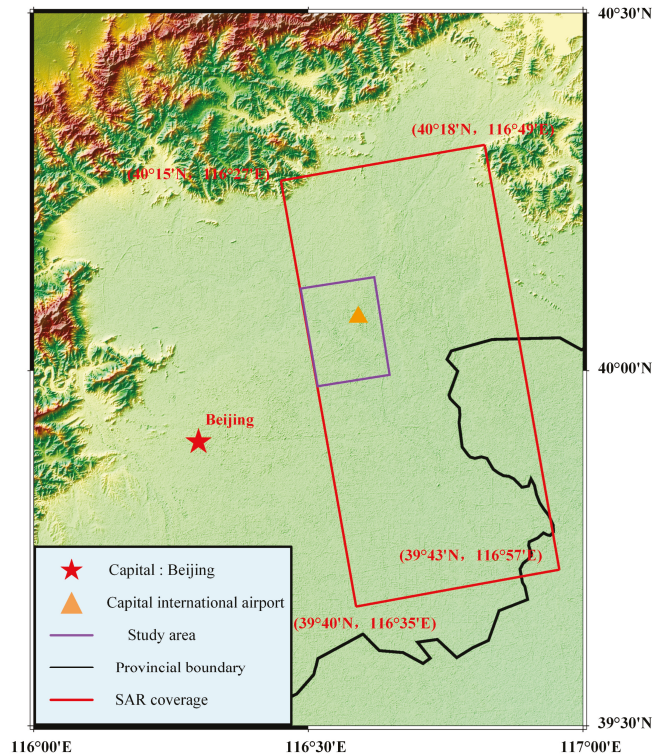 40°30'N
(40°18'N，116°49'E)
(40°15'N，116°27'E)
40°00'N
Beijing
(39°43'N，116°57'E)
(39°40'N，116°35'E)
Capital : Beijing
Capital international airport
Study area
Provincial boundary
SAR coverage
39°30'N
116°00'E
116°30'E
117°00'E